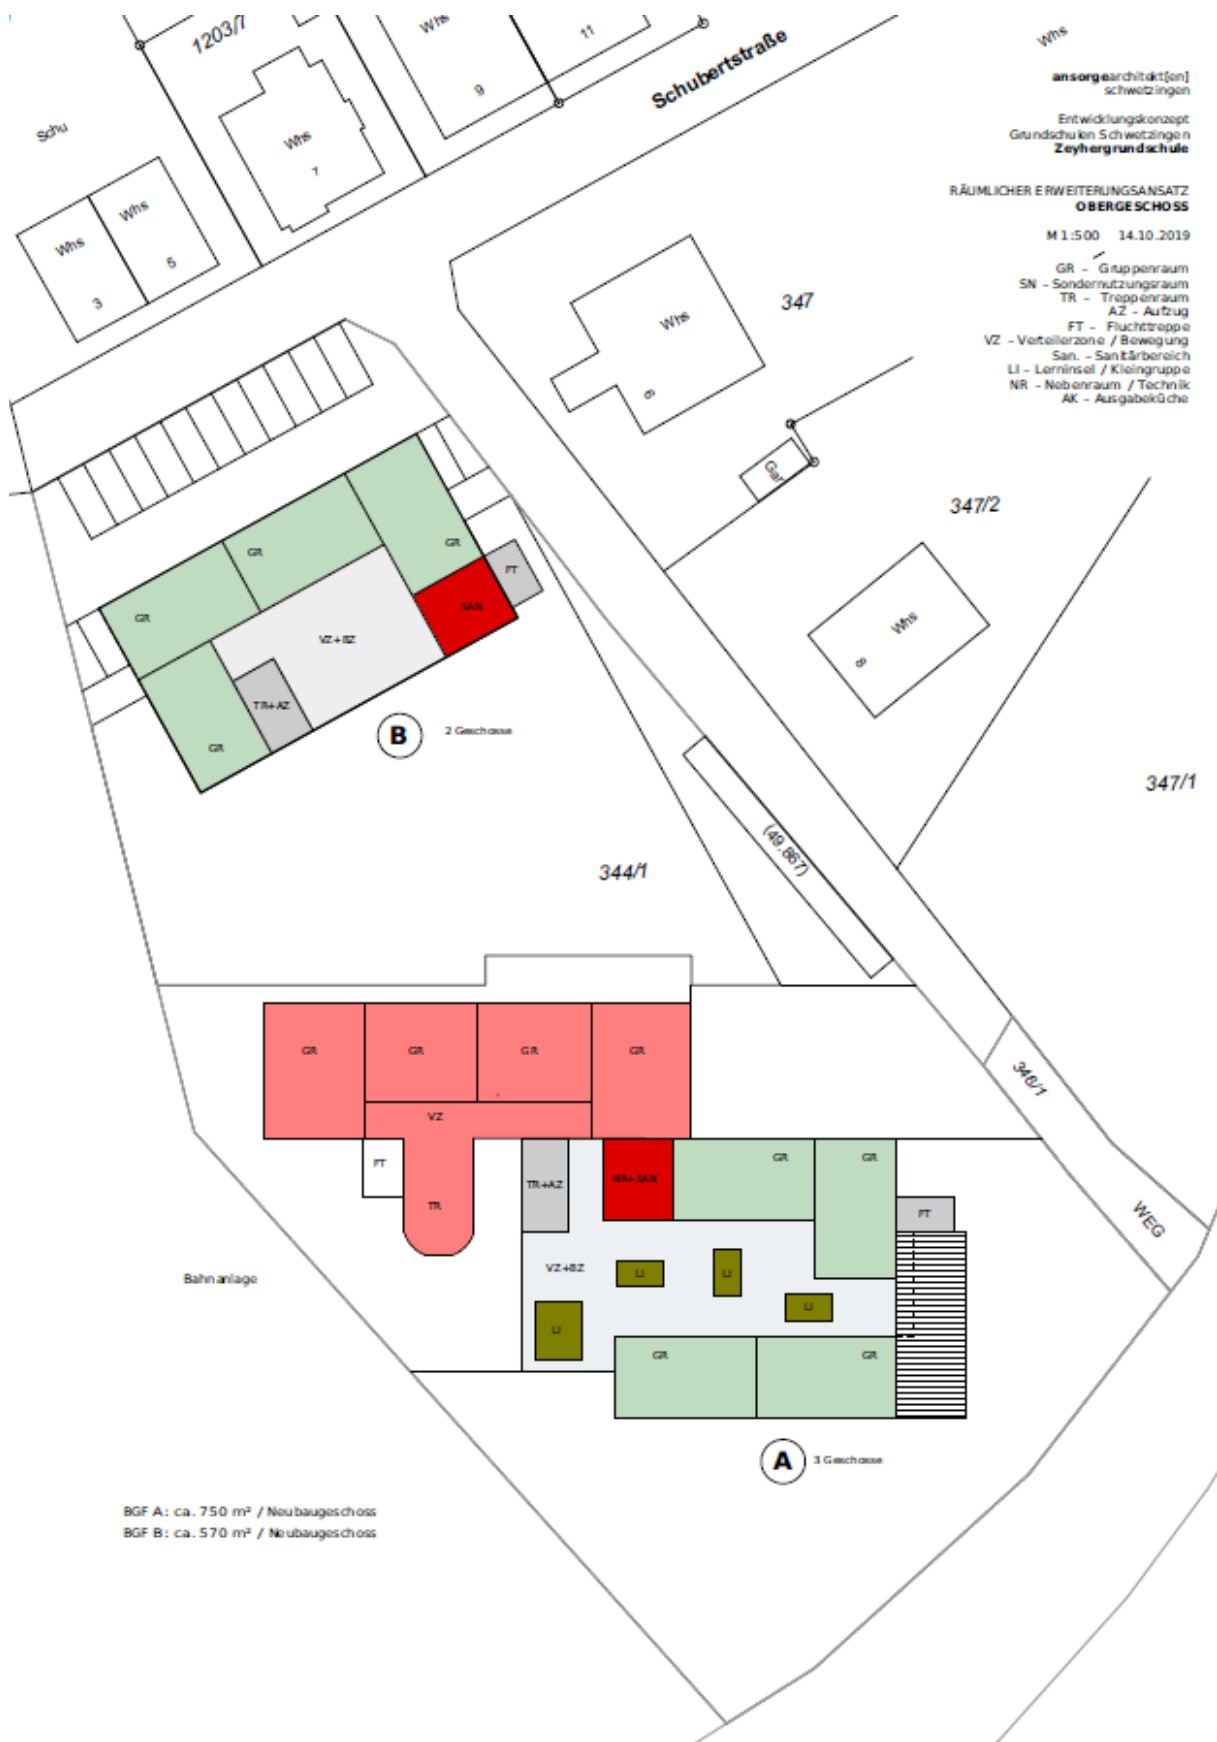 1203/7
Whs
9
11
Schubertstraße
Whs
ansorgearchitekt[en]
schwetzingen
Entwicklungskonzept
Grundschulen Schwetzingen
Zeyhergrundschule
RÄUMLICHER ERWEITERUNGSANSATZ
OBERGESCHOSS
M 1:500 14.10.2019
GR - Gruppenraum
SN - Sondernutzungsraum
TR - Treppenraum
AZ - Aufzug
FT - Fluchttreppe
VZ - Verteilerzone / Bewegung
San. - Sanitärbereich
LI - Lerninsel / Kleingruppe
NR - Nebenraum / Technik
AK - Ausgabeküche
Schu
Whs
7
Whs
5
Whs
3
347
Whs
Gar
347/2
Whs
8
347/1
GR
GR
GR
FT
SAN
GR
VZ+BZ
TR+AZ
GR
B
2 Geschosse
(49.867)
344/1
346/1
WEG
GR
GR
GR
GR
VZ
FT
TR
TR+AZ
NR+SAN
GR
GR
FT
VZ+BZ
LI
LI
LI
LI
GR
GR
Bahnanlage
A
3 Geschosse
BGF A: ca. 750 m² / Neubaugeschoss
BGF B: ca. 570 m² / Neubaugeschoss